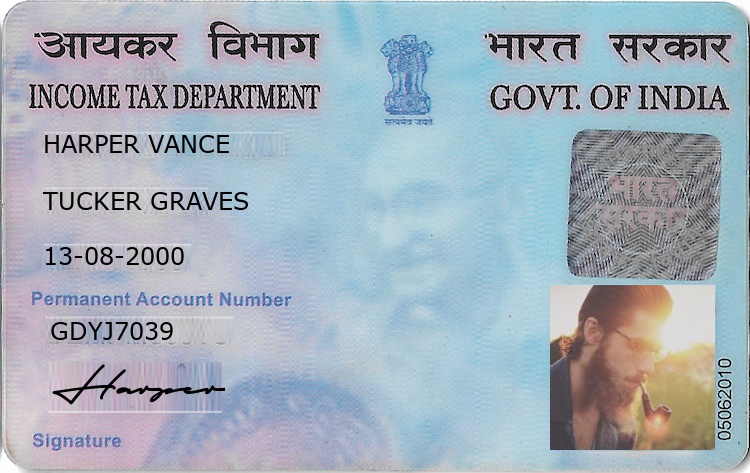 आयकर विभाग
भारत सरकार
INCOME TAX DEPARTMENT
GOVT. OF INDIA
सत्यमेव जयते
HARPER VANCE
भारत
सरकार
TUCKER GRAVES
13-08-2000
Permanent Account Number
GDYJ7039
Harper
Signature
05062010